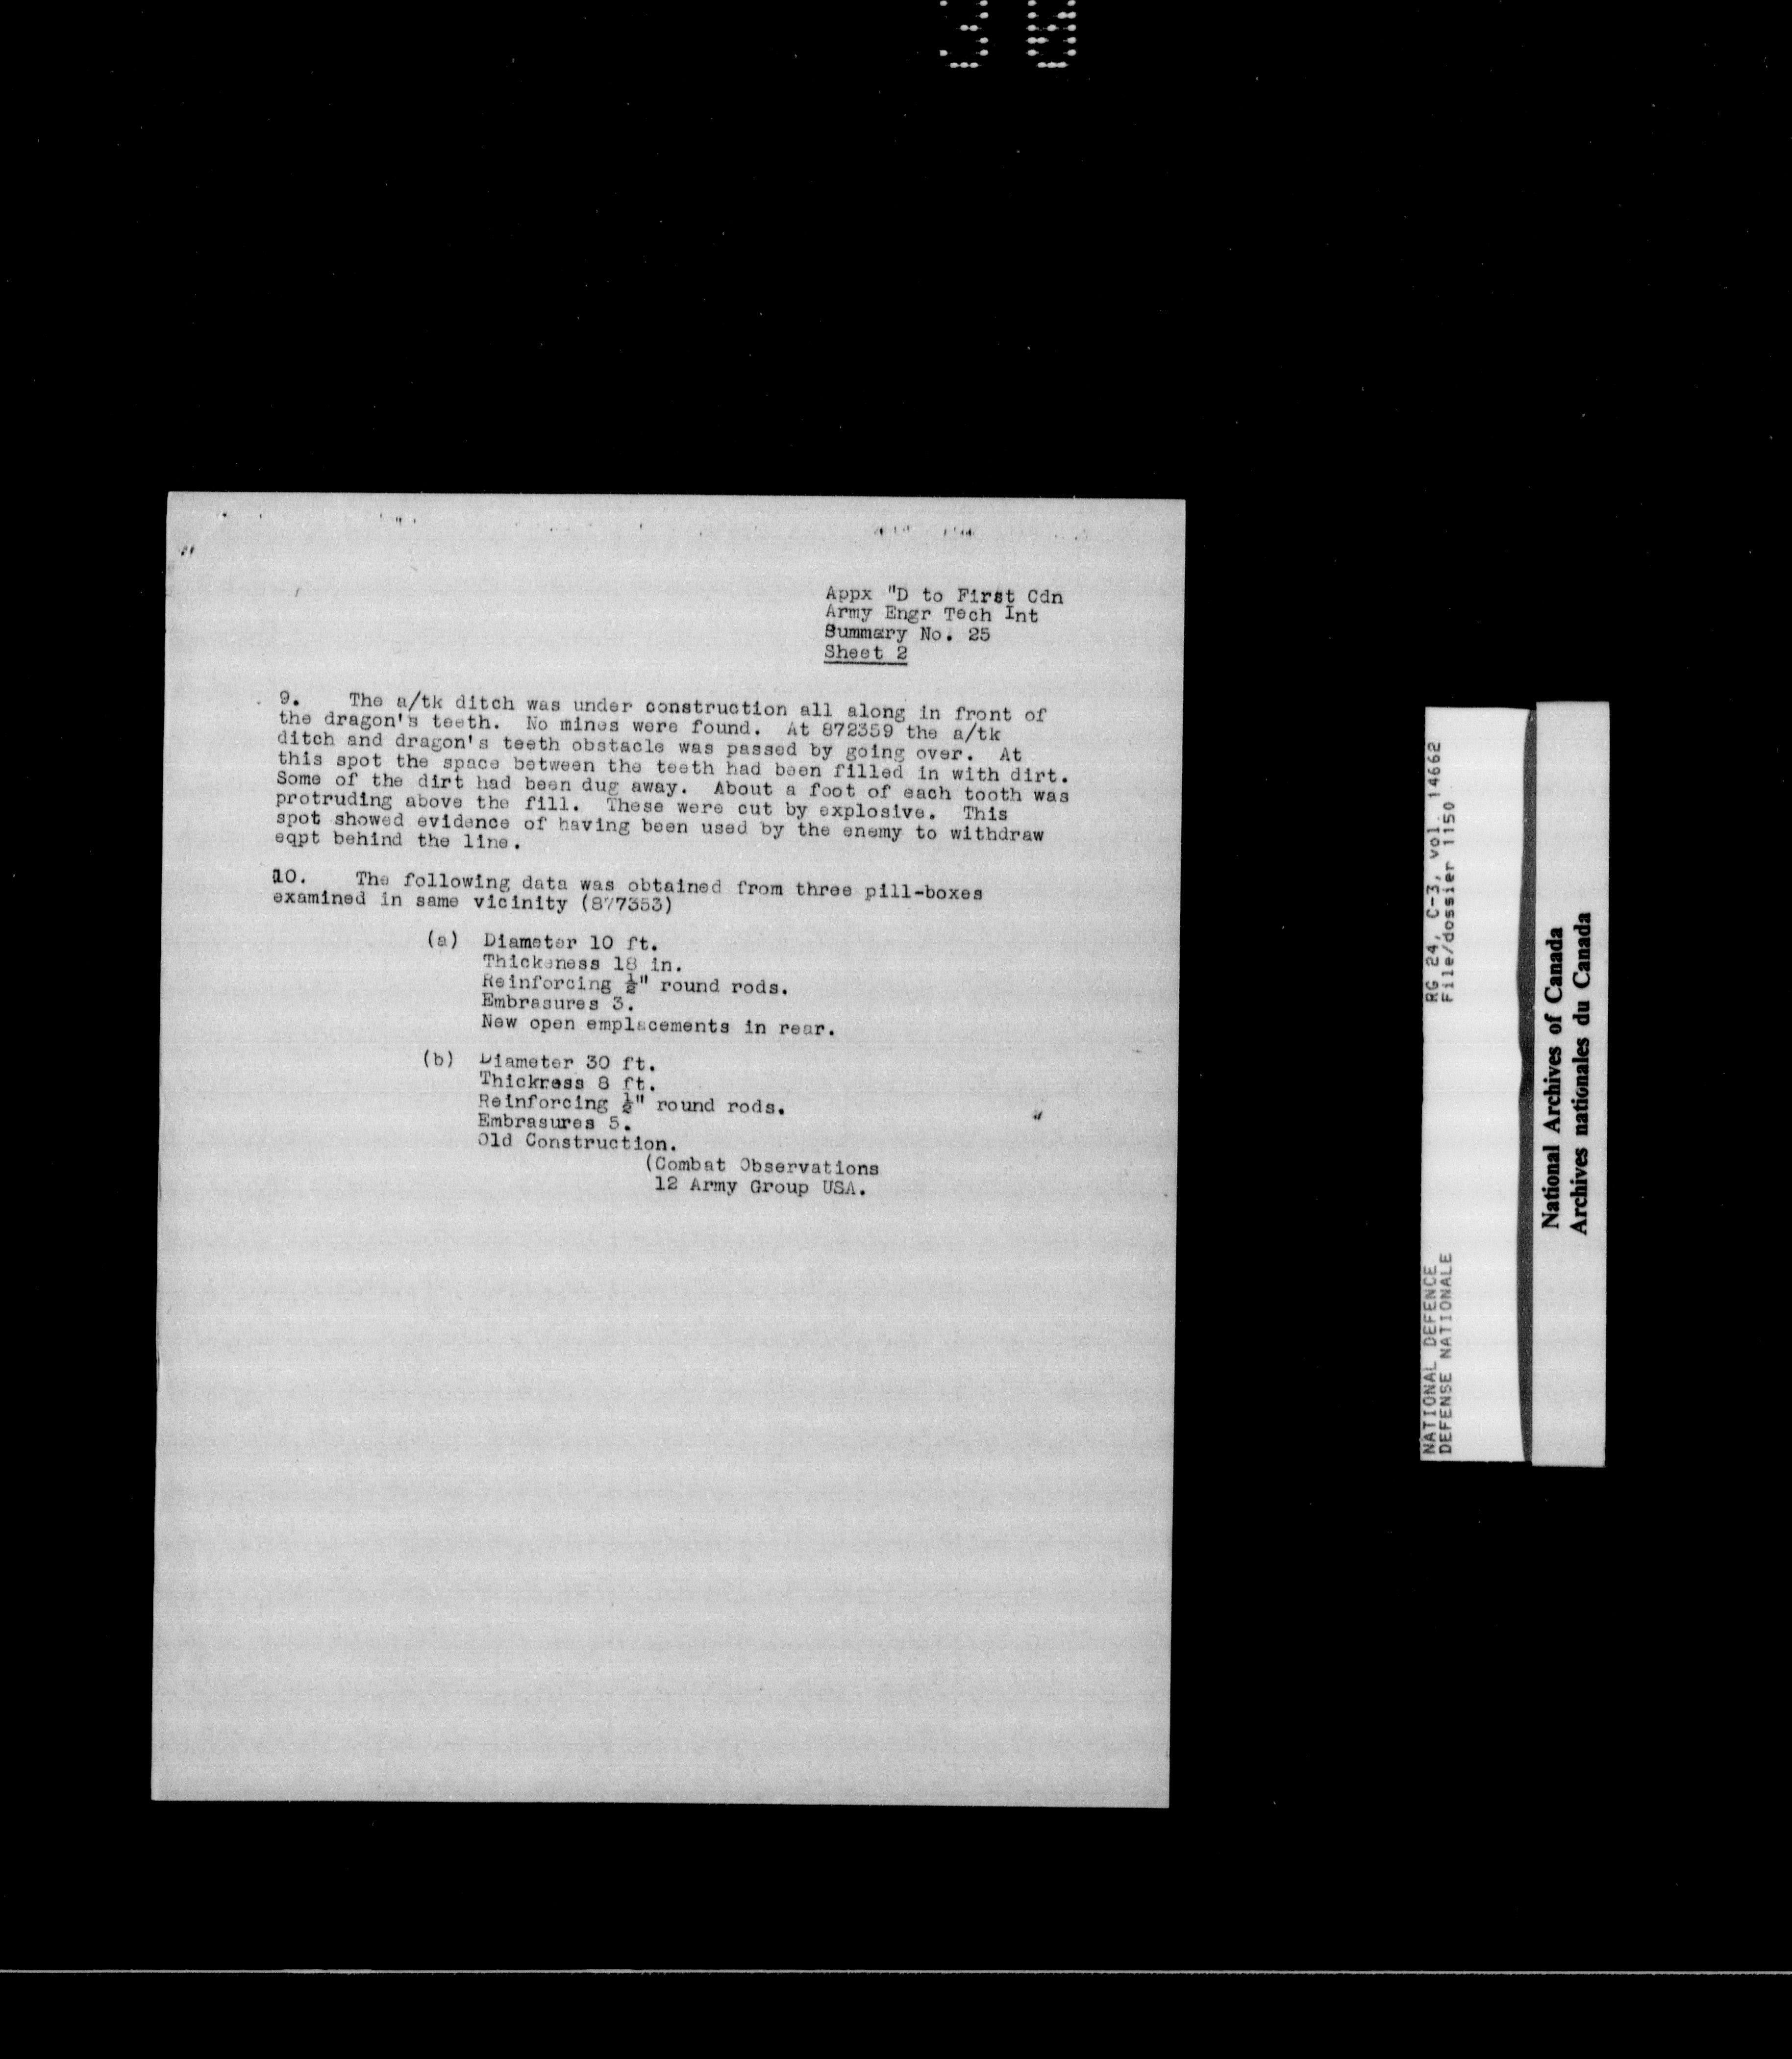 Appx "D to First Cdn
Army Engr Tech Int
Summary No. 25
Sheet 2
9. The a/tk ditch was under construction all along in front of
the dragon's teeth. No mines were found. At 872359 the a/tk
ditch and dragon's teeth obstacle was passed by going over. At
this spot the space between the teeth had been filled in with dirt.
Some of the dirt had been dug away. About a foot of each tooth was
protruding above the fill. These were cut by explosive. This
spot showed evidence of having been used by the enemy to withdraw
eqpt behind the line.
10. The following data was obtained from three pill-boxes
examined in same vicinity (877353)
(a) Diameter 10 ft.
Thickeness 18 in.
Reinforcing ½" round rods.
Embrasures 3.
New open emplacements in rear.
(b) Diameter 30 ft.
Thickness 8 ft.
Reinforcing ½" round rods.
Embrasures 5.
Old Construction.
(Combat Observations
12 Army Group USA.
NATIONAL DEFENCE RG 24, C-3, vol. 14662
DEFENSE NATIONALE File/dossier 1150
National Archives of Canada
Archives nationales du Canada